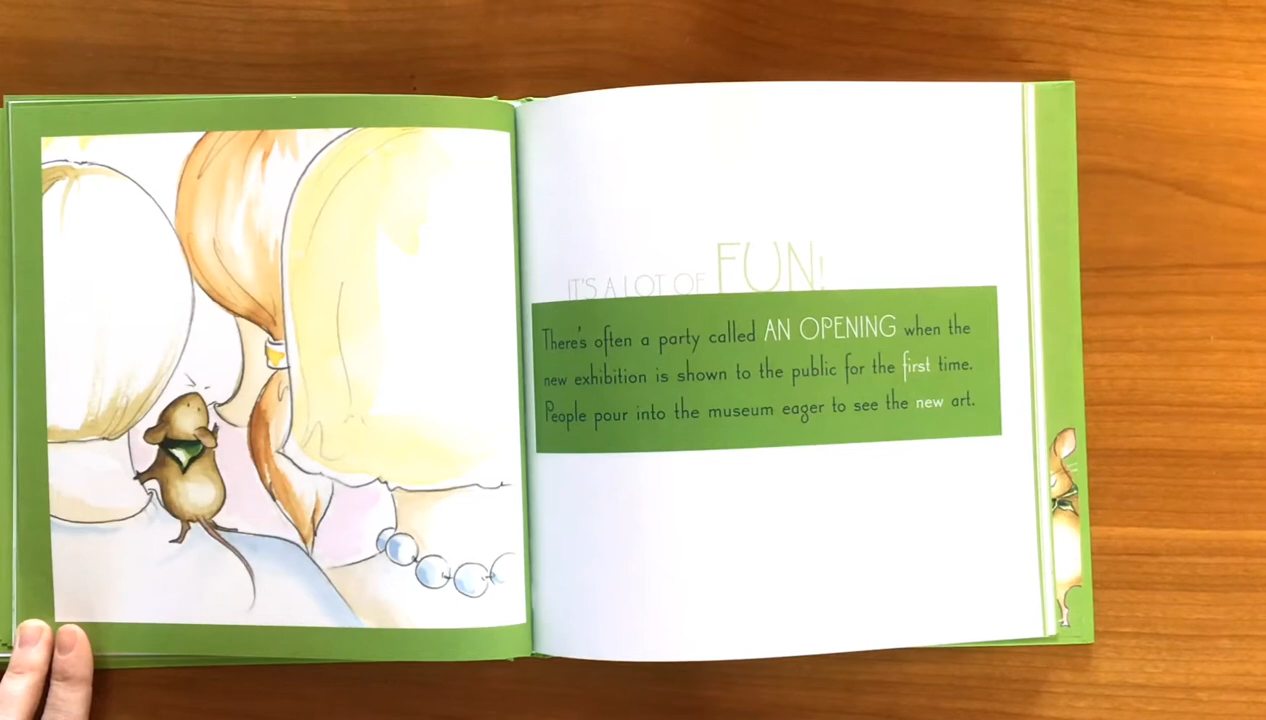 IT'S A LOT OF FUN!
There's often a party called AN OPENING when the
new exhibition is shown to the public for the first time.
People pour into the museum eager to see the new art.